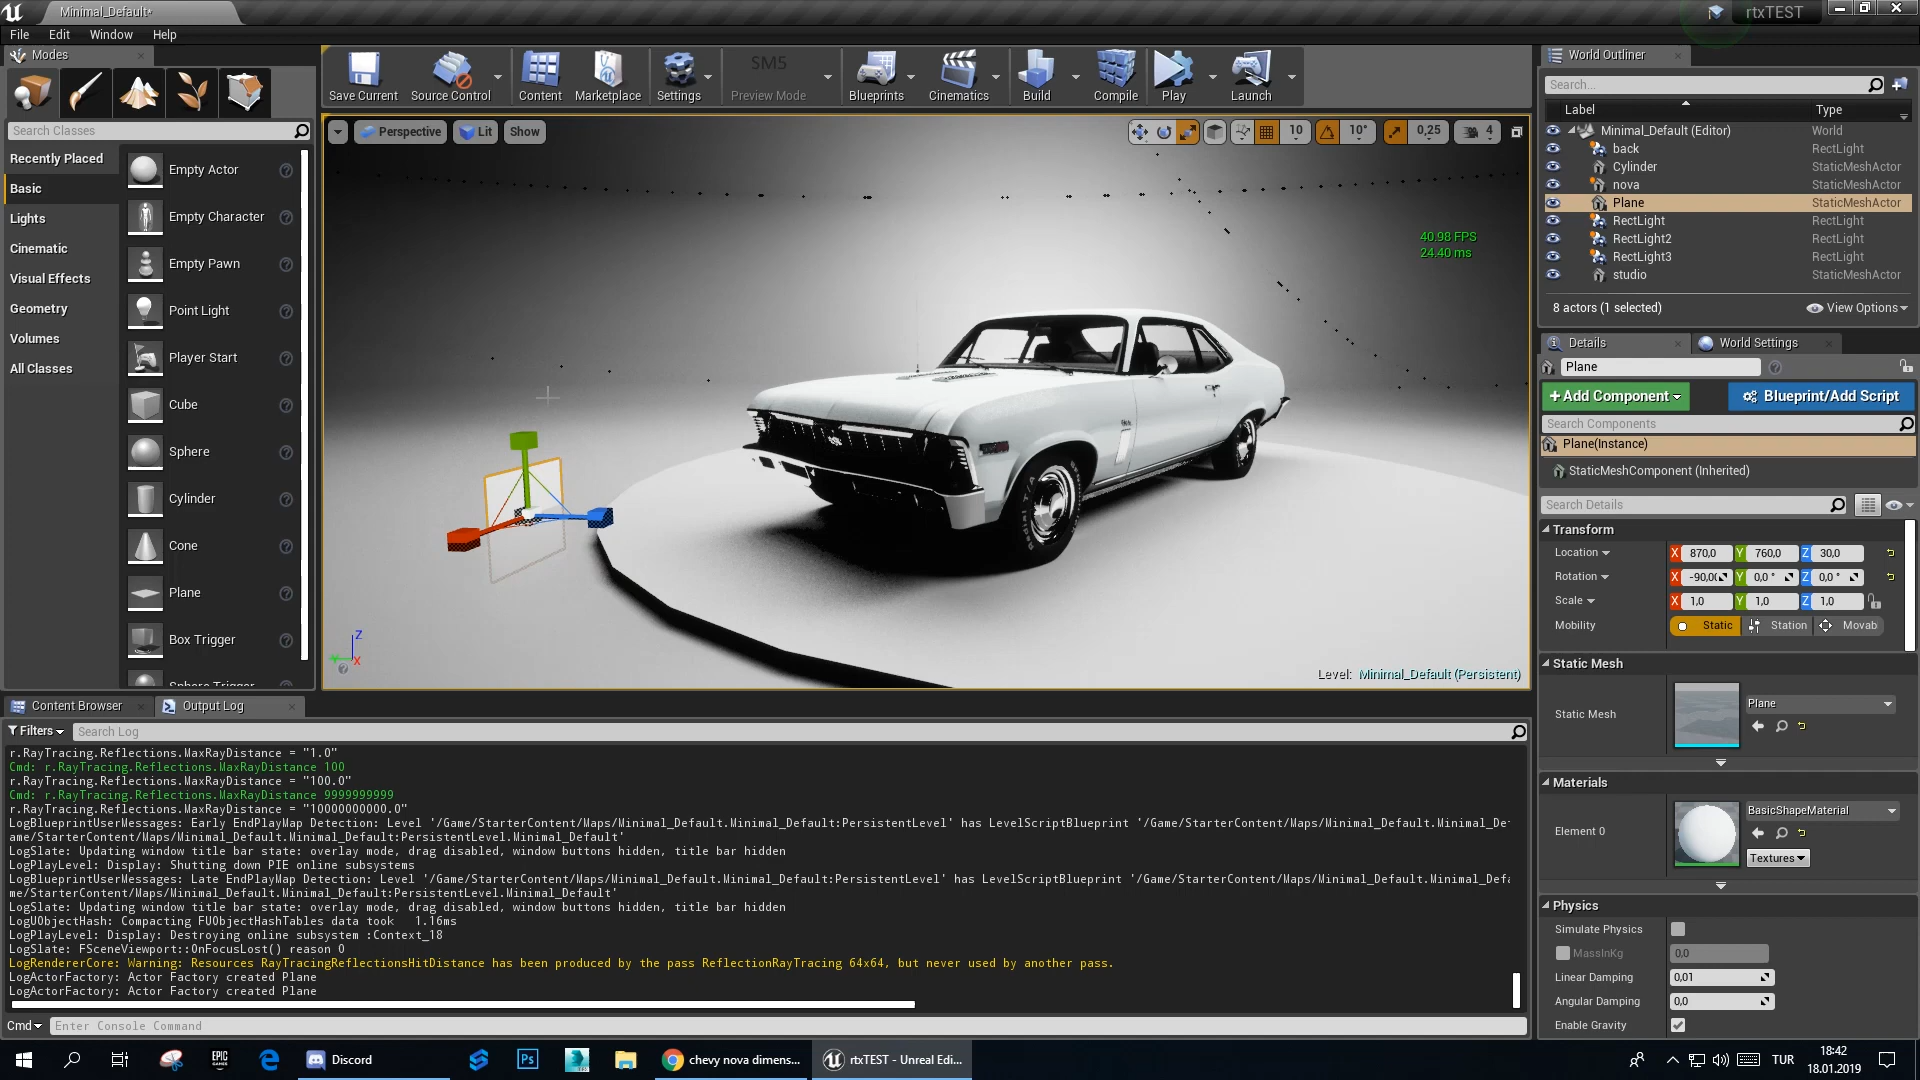 Minimal_Default*
rtxTEST
File Edit Window Help
Modes
Search Classes
Recently Placed
Basic
Lights
Cinematic
Visual Effects
Geometry
Volumes
All Classes
Empty Actor
Empty Character
Empty Pawn
Point Light
Player Start
Cube
Sphere
Cylinder
Cone
Plane
Box Trigger
Sphere Trigger
Save Current
Source Control
Content
Marketplace
Settings
SM5
Preview Mode
Blueprints
Cinematics
Build
Compile
Play
Launch
Perspective Lit Show
10 10° 0,25 4
40.98 FPS
24.40 ms
Z
Y X
Level: Minimal_Default (Persistent)
World Outliner
Search...
Label Type
Minimal_Default (Editor) World
back RectLight
Cylinder StaticMeshActor
nova StaticMeshActor
Plane StaticMeshActor
RectLight RectLight
RectLight2 RectLight
RectLight3 RectLight
studio StaticMeshActor
8 actors (1 selected) View Options
Details World Settings
Plane
+Add Component Blueprint/Add Script
Search Components
Plane(Instance)
StaticMeshComponent (Inherited)
Search Details
Transform
Location X 870,0 Y 760,0 Z 30,0
Rotation X -90,0( Y 0,0 ° Z 0,0 °
Scale X 1,0 Y 1,0 Z 1,0
Mobility Static Station Movab
Static Mesh
Static Mesh Plane
Materials
Element 0 BasicShapeMaterial
Textures
Physics
Simulate Physics
MassInKg 0,0
Linear Damping 0,01
Angular Damping 0,0
Enable Gravity
Content Browser Output Log
Filters Search Log
r.RayTracing.Reflections.MaxRayDistance = "1.0"
Cmd: r.RayTracing.Reflections.MaxRayDistance 100
r.RayTracing.Reflections.MaxRayDistance = "100.0"
Cmd: r.RayTracing.Reflections.MaxRayDistance 9999999999
r.RayTracing.Reflections.MaxRayDistance = "10000000000.0"
LogBlueprintUserMessages: Early EndPlayMap Detection: Level '/Game/StarterContent/Maps/Minimal_Default.Minimal_Default:PersistentLevel' has LevelScriptBlueprint '/Game/StarterContent/Maps/Minimal_Default.Minimal_De
ame/StarterContent/Maps/Minimal_Default.Minimal_Default:PersistentLevel.Minimal_Default'
LogSlate: Updating window title bar state: overlay mode, drag disabled, window buttons hidden, title bar hidden
LogPlayLevel: Display: Shutting down PIE online subsystems
LogBlueprintUserMessages: Late EndPlayMap Detection: Level '/Game/StarterContent/Maps/Minimal_Default.Minimal_Default:PersistentLevel' has LevelScriptBlueprint '/Game/StarterContent/Maps/Minimal_Default.Minimal_Defa
me/StarterContent/Maps/Minimal_Default.Minimal_Default:PersistentLevel.Minimal_Default'
LogSlate: Updating window title bar state: overlay mode, drag disabled, window buttons hidden, title bar hidden
LogUObjectHash: Compacting FUObjectHashTables data took 1.16ms
LogPlayLevel: Display: Destroying online subsystem :Context_18
LogSlate: FSceneViewport::OnFocusLost() reason 0
LogRendererCore: Warning: Resources RayTracingReflectionsHitDistance has been produced by the pass ReflectionRayTracing 64x64, but never used by another pass.
LogActorFactory: Actor Factory created Plane
LogActorFactory: Actor Factory created Plane
Cmd Enter Console Command
EPIC
GAMES
Discord
Ps
chevy nova dimens...
rtxTEST - Unreal Edi...
TUR
18:42
18.01.2019